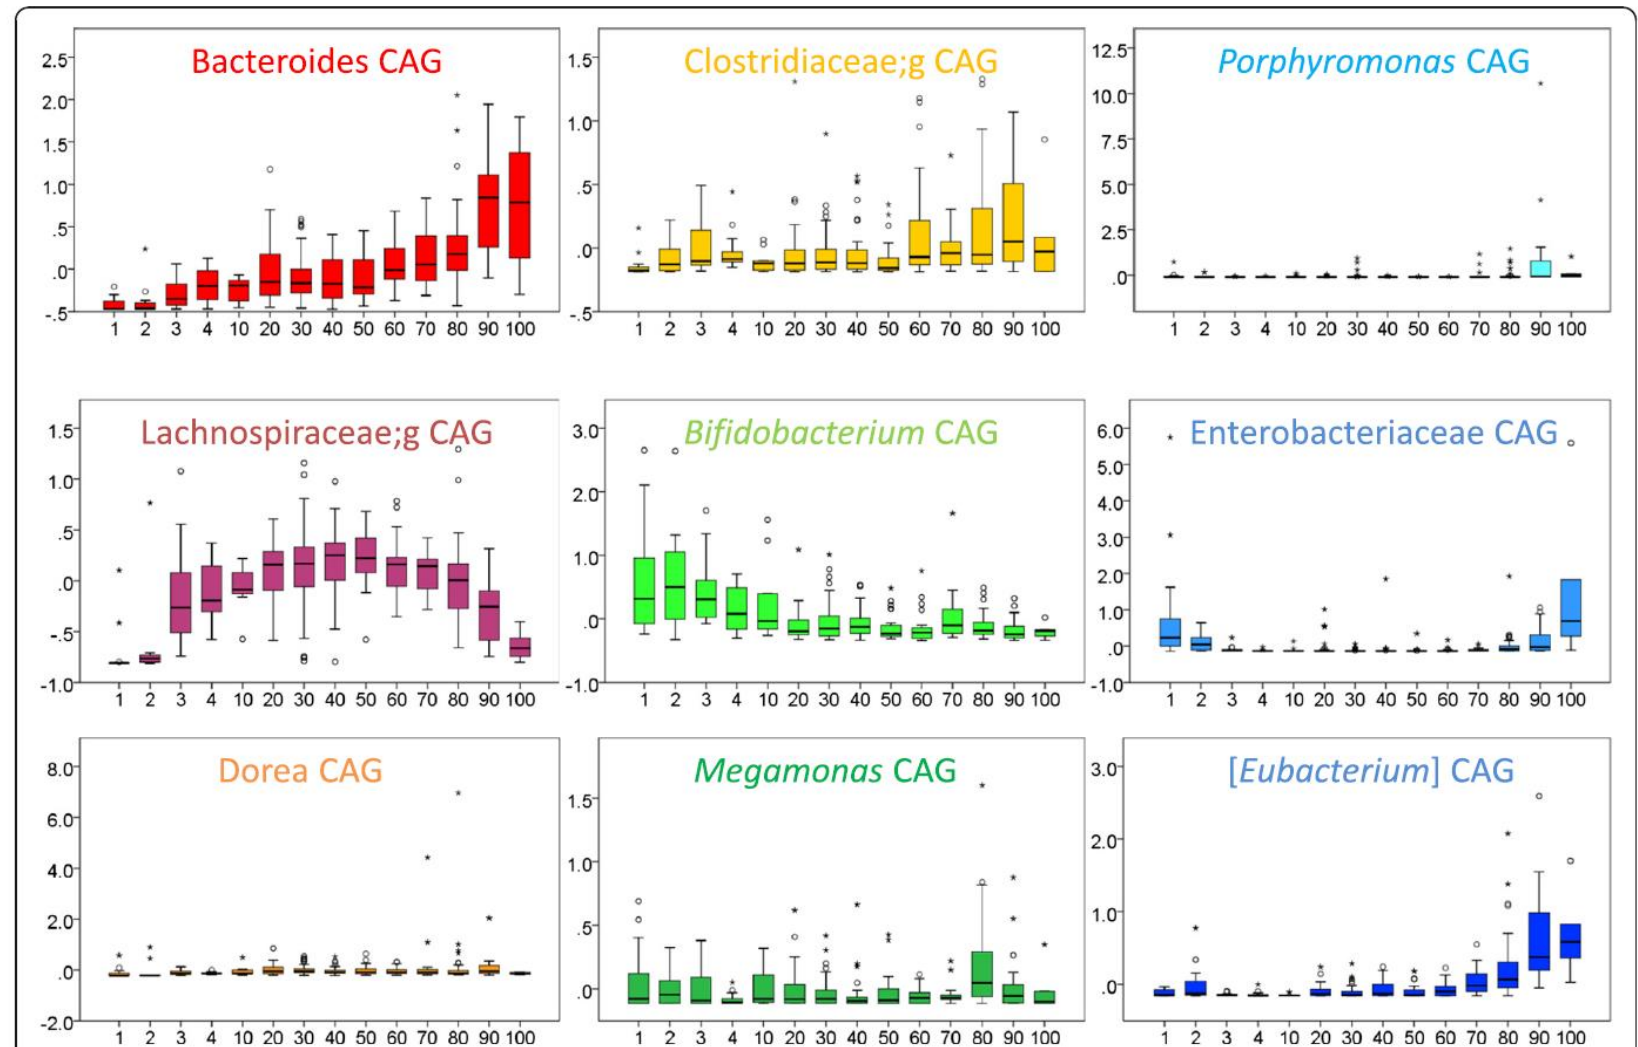 Bacteroides CAG
2.5
2.0
1.5
1.0
.5
.0
-.5
1 2 3 4 10 20 30 40 50 60 70 80 90 100
Clostridiaceae;g CAG
1.5
1.0
.5
.0
-.5
1 2 3 4 10 20 30 40 50 60 70 80 90 100
Porphyromonas CAG
12.5
10.0
7.5
5.0
2.5
.0
1 2 3 4 10 20 30 40 50 60 70 80 90 100
Lachnospiraceae;g CAG
1.5
1.0
.5
.0
-.5
-1.0
1 2 3 4 10 20 30 40 50 60 70 80 90 100
Bifidobacterium CAG
3.0
2.0
1.0
.0
-1.0
1 2 3 4 10 20 30 40 50 60 70 80 90 100
Enterobacteriaceae CAG
6.0
5.0
4.0
3.0
2.0
1.0
.0
-1.0
1 2 3 4 10 20 30 40 50 60 70 80 90 100
Dorea CAG
8.0
6.0
4.0
2.0
.0
-2.0
1 2 3 4 10 20 30 40 50 60 70 80 90 100
Megamonas CAG
1.5
1.0
.5
.0
1 2 3 4 10 20 30 40 50 60 70 80 90 100
[Eubacterium] CAG
3.0
2.0
1.0
.0
1 2 3 4 10 20 30 40 50 60 70 80 90 100